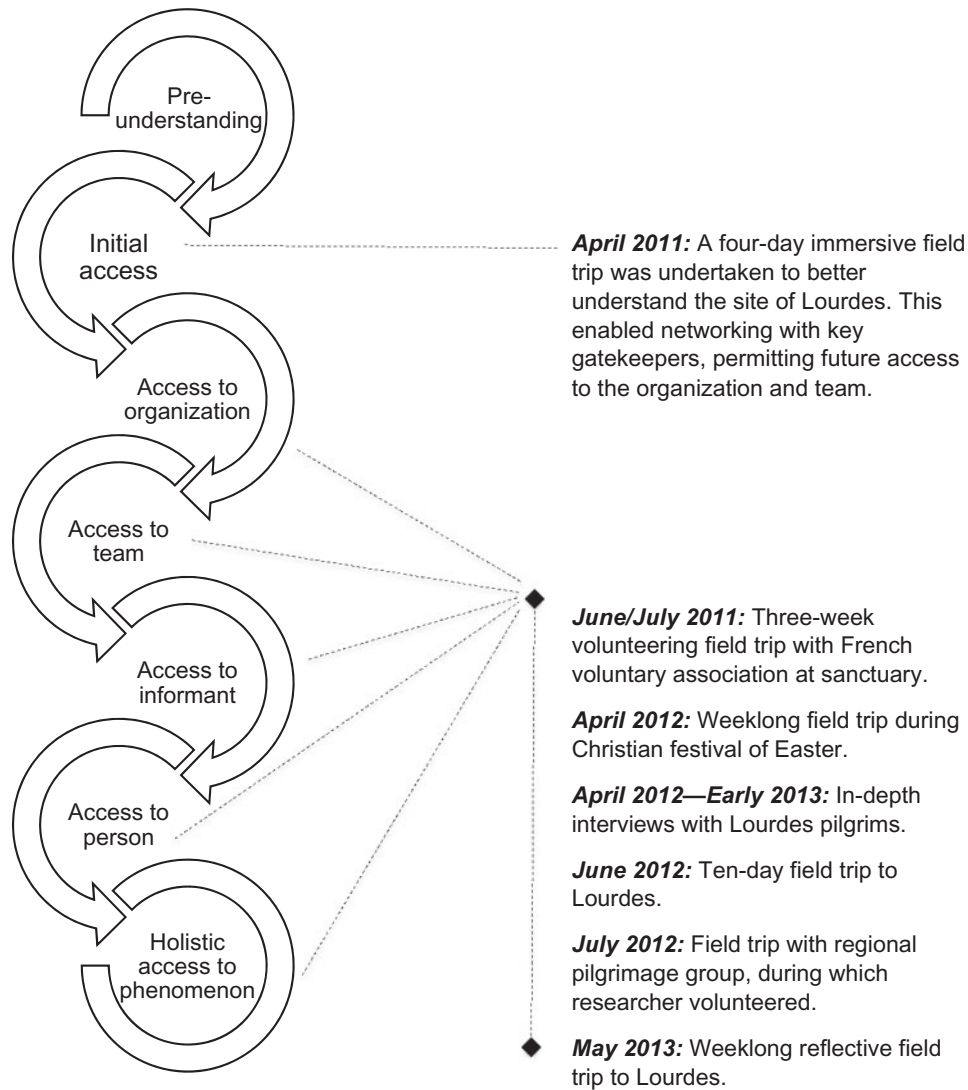 Pre-
understanding
Initial
access
April 2011: A four-day immersive field
trip was undertaken to better
understand the site of Lourdes. This
enabled networking with key
gatekeepers, permitting future access
to the organization and team.
Access to
organization
Access to
team
Access to
informant
Access to
person
Holistic
access to
phenomenon
June/July 2011: Three-week
volunteering field trip with French
voluntary association at sanctuary.
April 2012: Weeklong field trip during
Christian festival of Easter.
April 2012—Early 2013: In-depth
interviews with Lourdes pilgrims.
June 2012: Ten-day field trip to
Lourdes.
July 2012: Field trip with regional
pilgrimage group, during which
researcher volunteered.
May 2013: Weeklong reflective field
trip to Lourdes.